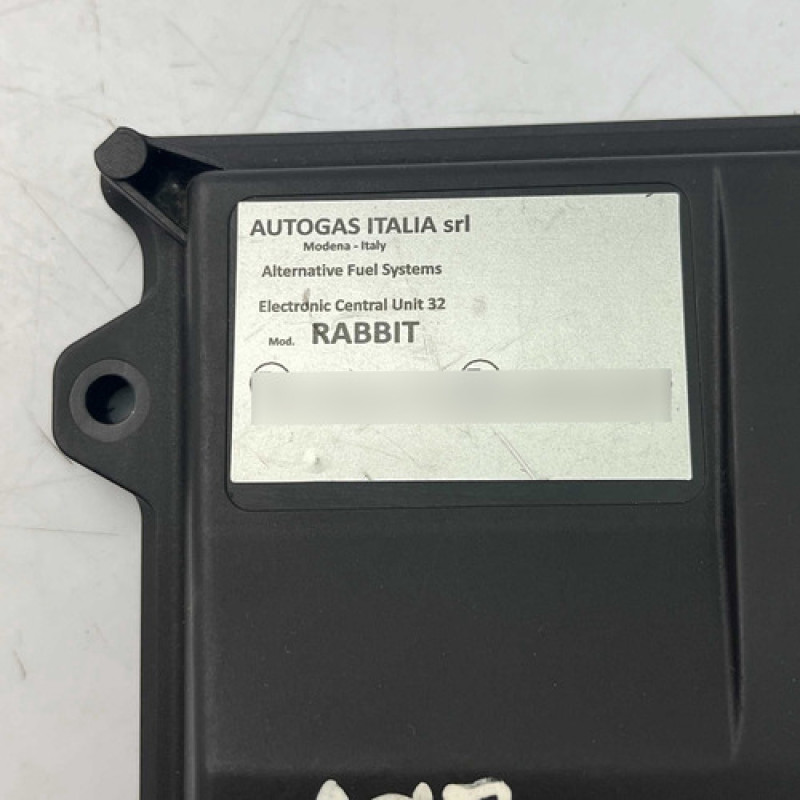 AUTOGAS ITALIA srl
Modena - Italy
Alternative Fuel Systems
Electronic Central Unit 32
Mod. RABBIT